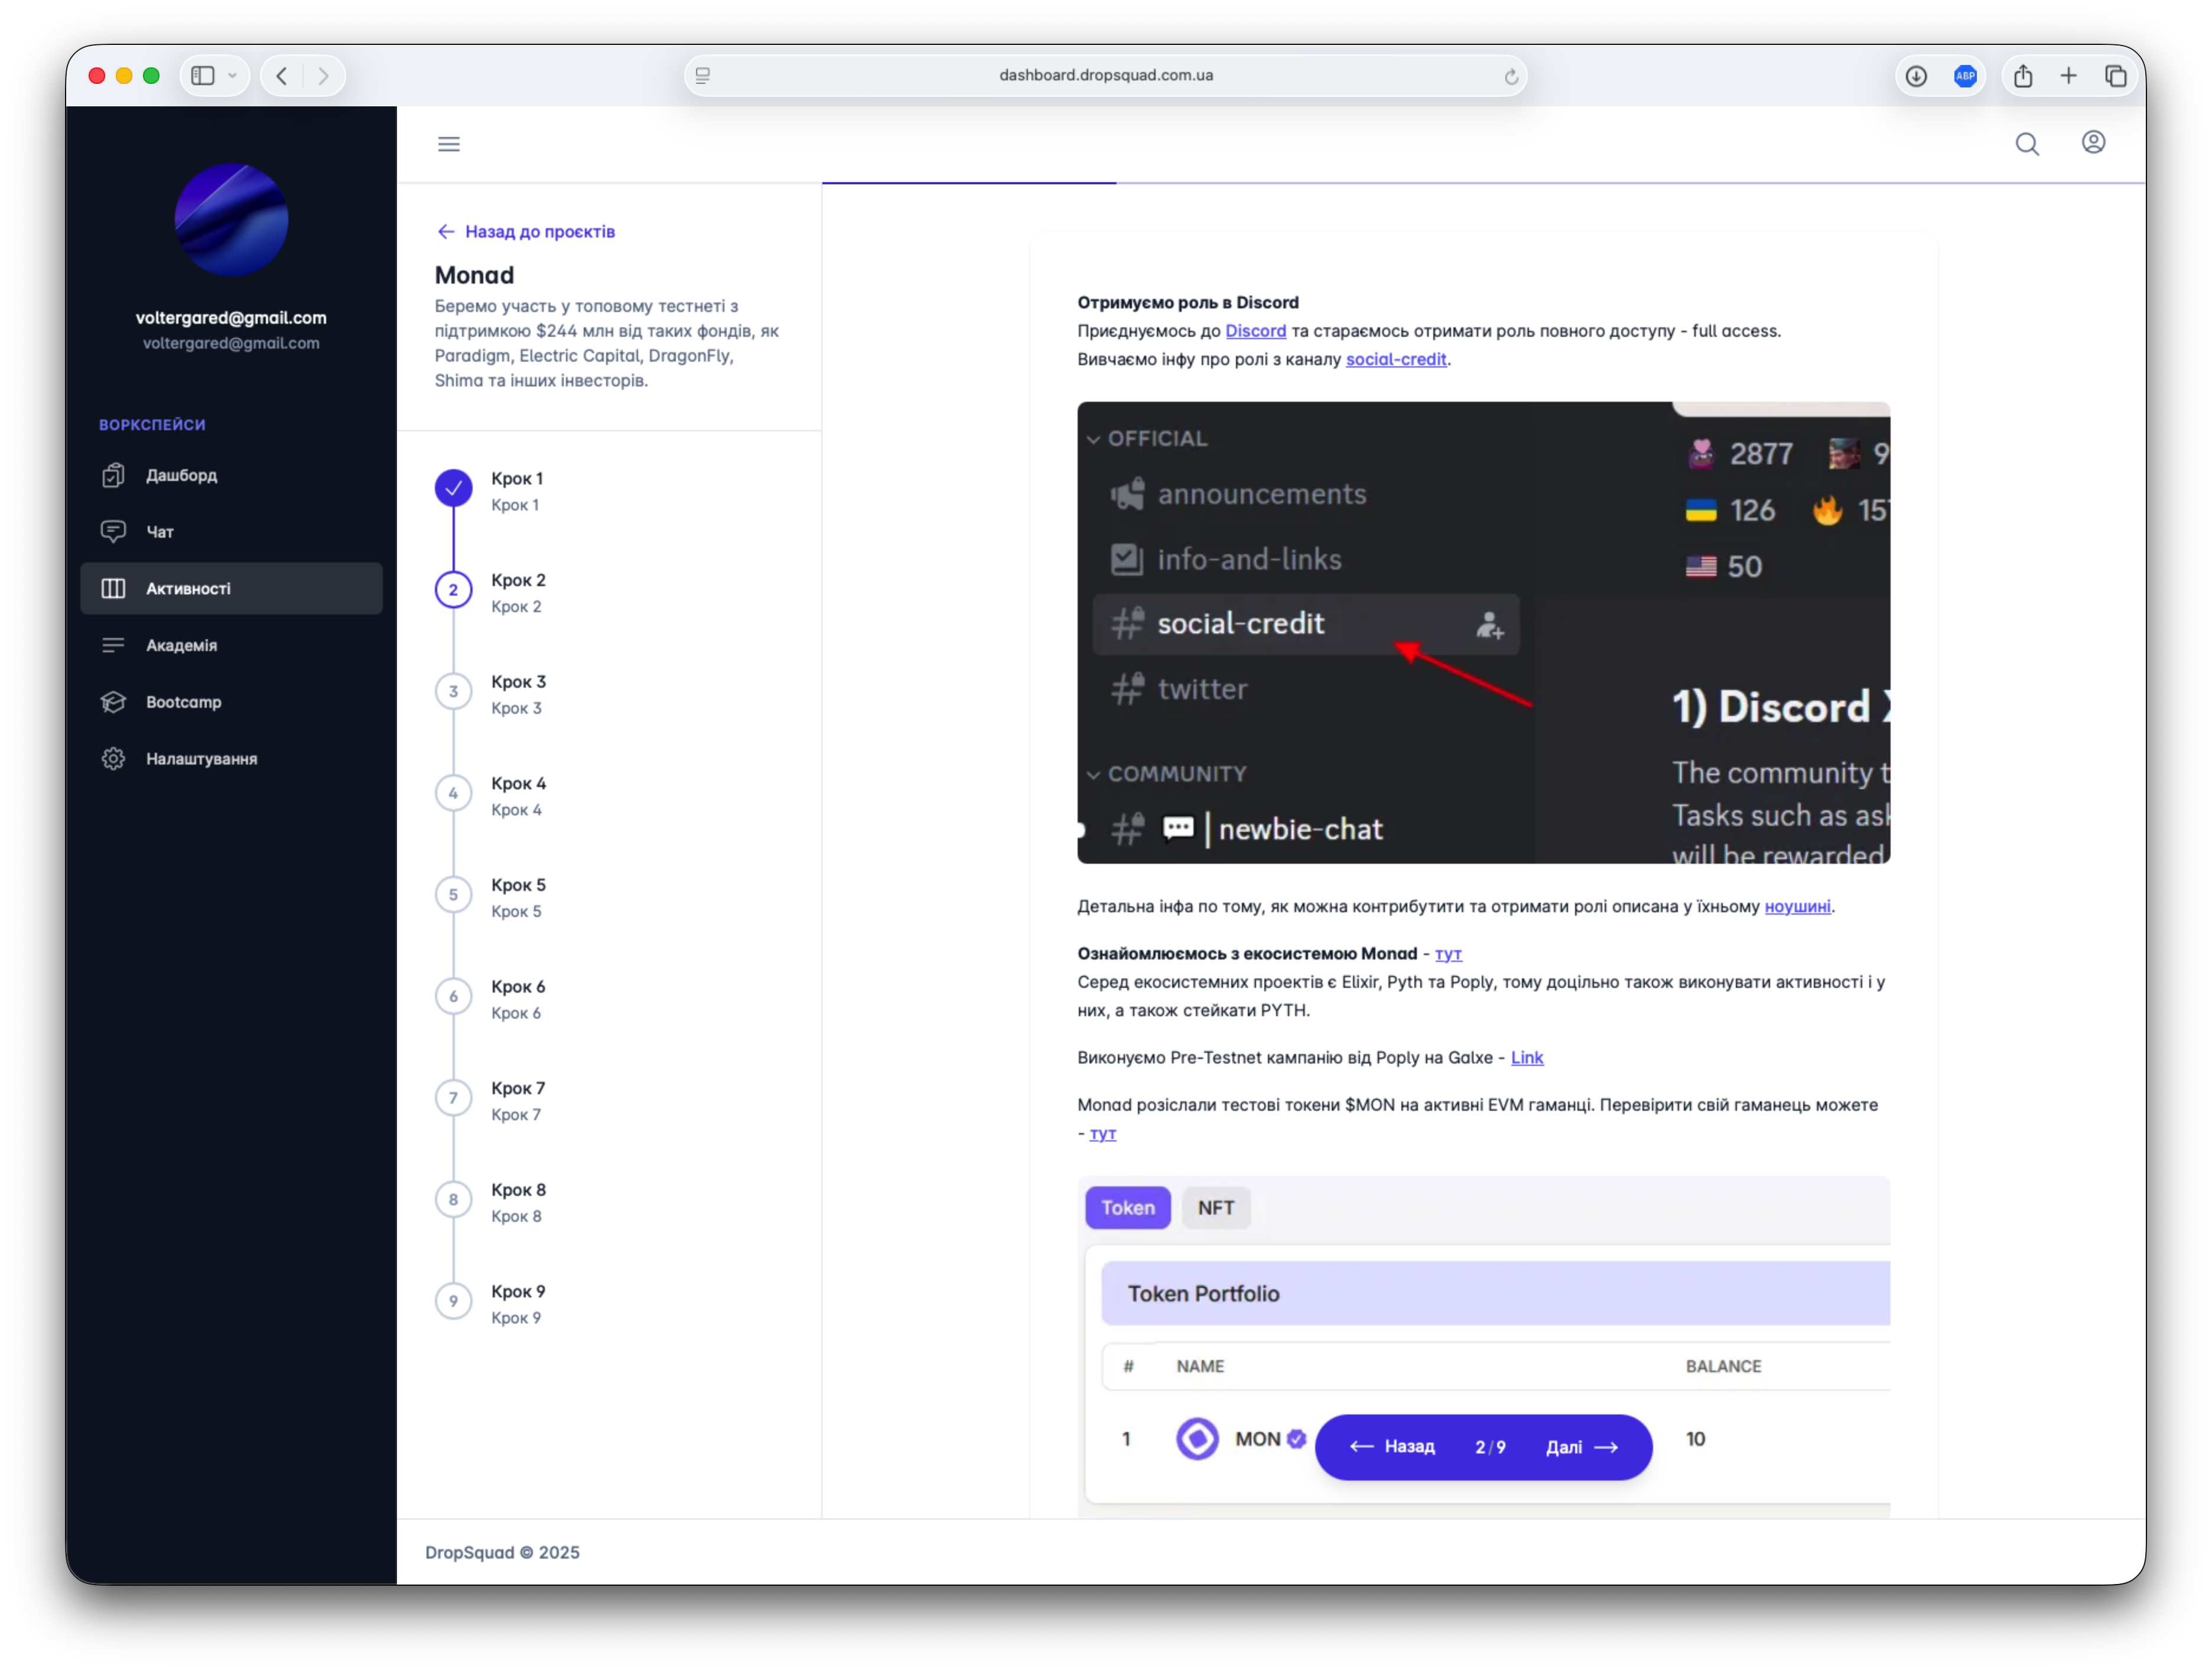 dashboard.dropsquad.com.ua
ABP
voltergared@gmail.com
voltergared@gmail.com
ВОРКСПЕЙСИ
Дашборд
Чат
Активності
Академія
Bootcamp
Налаштування
← Назад до проєктів
Monad
Беремо участь у топовому тестнеті з
підтримкою $244 млн від таких фондів, як
Paradigm, Electric Capital, DragonFly,
Shima та інших інвесторів.
Крок 1
Крок 1
2
Крок 2
Крок 2
3
Крок 3
Крок 3
4
Крок 4
Крок 4
5
Крок 5
Крок 5
6
Крок 6
Крок 6
7
Крок 7
Крок 7
8
Крок 8
Крок 8
9
Крок 9
Крок 9
Отримуємо роль в Discord
Приєднуємось до Discord та стараємось отримати роль повного доступу - full access.
Вивчаємо інфу про ролі з каналу social-credit.
OFFICIAL
announcements
info-and-links
social-credit
twitter
COMMUNITY
💬 | newbie-chat
2877 9
126 15
50
1) Discord
The community t
Tasks such as ask
will be rewarded
Детальна інфа по тому, як можна контрибутити та отримати ролі описана у їхньому ноушині.
Ознайомлюємось з екосистемою Monad - тут
Серед екосистемних проектів є Elixir, Pyth та Poply, тому доцільно також виконувати активності і у
них, а також стейкати PYTH.
Виконуємо Pre-Testnet кампанію від Poply на Galxe - Link
Monad розіслали тестові токени $MON на активні EVM гаманці. Перевірити свій гаманець можете
- тут
Token NFT
Token Portfolio
# NAME BALANCE
1 MON 10
← Назад 2/9 Далі →
DropSquad © 2025